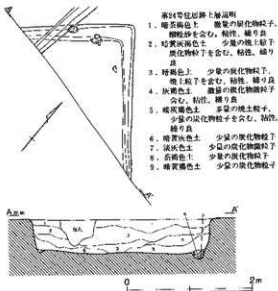 第24号住居跡土層説明
1. 暗茶褐色土 微量の炭化物粒子、
細砂を含む。粘性、締り良
2. 暗黄灰褐色土 少量の焼土粒子
炭化物粒子を含む。粘性、締り
良
3. 暗褐色土 少量の炭化物粒子、
焼土粒子を含む。粘性、締り良
4. 灰褐色土 微量の炭化物微粒子
含む。粘性、締り良
5. 暗灰褐色土 多量の焼土粒子、
少量の炭化物粒子を含む。粘性、
締り良
6. 暗黄褐色土 少量の炭化物粒子
7. 淡灰褐色土 少量の炭化物微粒子
8. 茶褐色土 少量の炭化物粒子
9. 暗黄褐色土 少量の炭化物粒子
A'
A
A'
0
2m